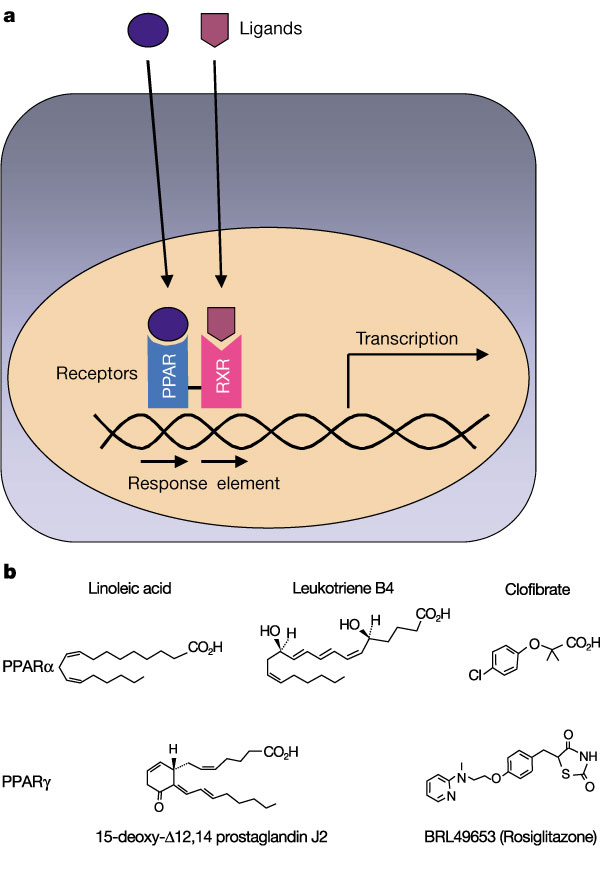 a
Ligands
Transcription
Receptors
PPAR
RXR
Response element
b
Linoleic acid
Leukotriene B4
Clofibrate
PPARα
CO₂H
HO H
HO H
CO₂H
Cl
O
CO₂H
PPARγ
H
CO₂H
O
N
N
O
O
NH
S
O
15-deoxy-Δ12,14 prostaglandin J2
BRL49653 (Rosiglitazone)